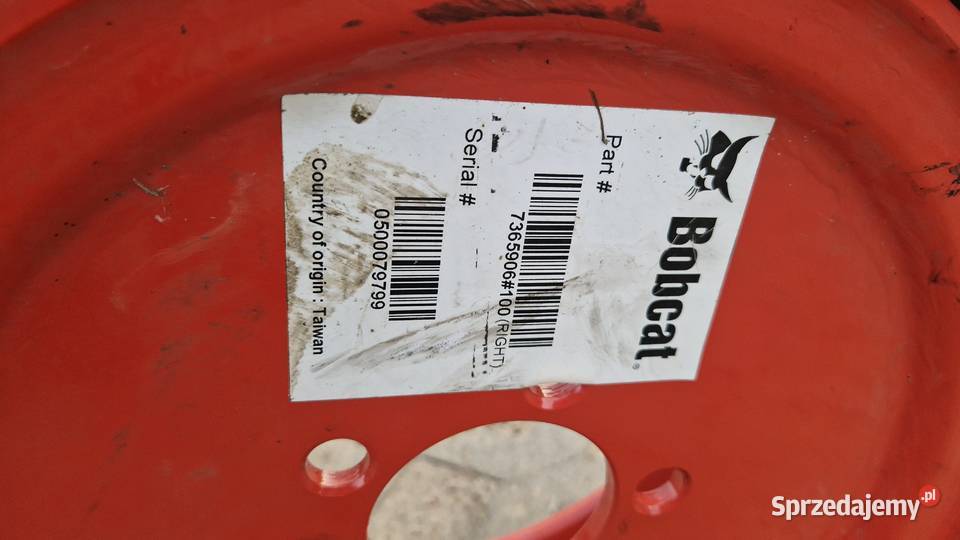 Bobcat®
Part #
7365906#100 (RIGHT)
Serial #
0500079799
Country of origin : Taiwan
Sprzedajemy.pl